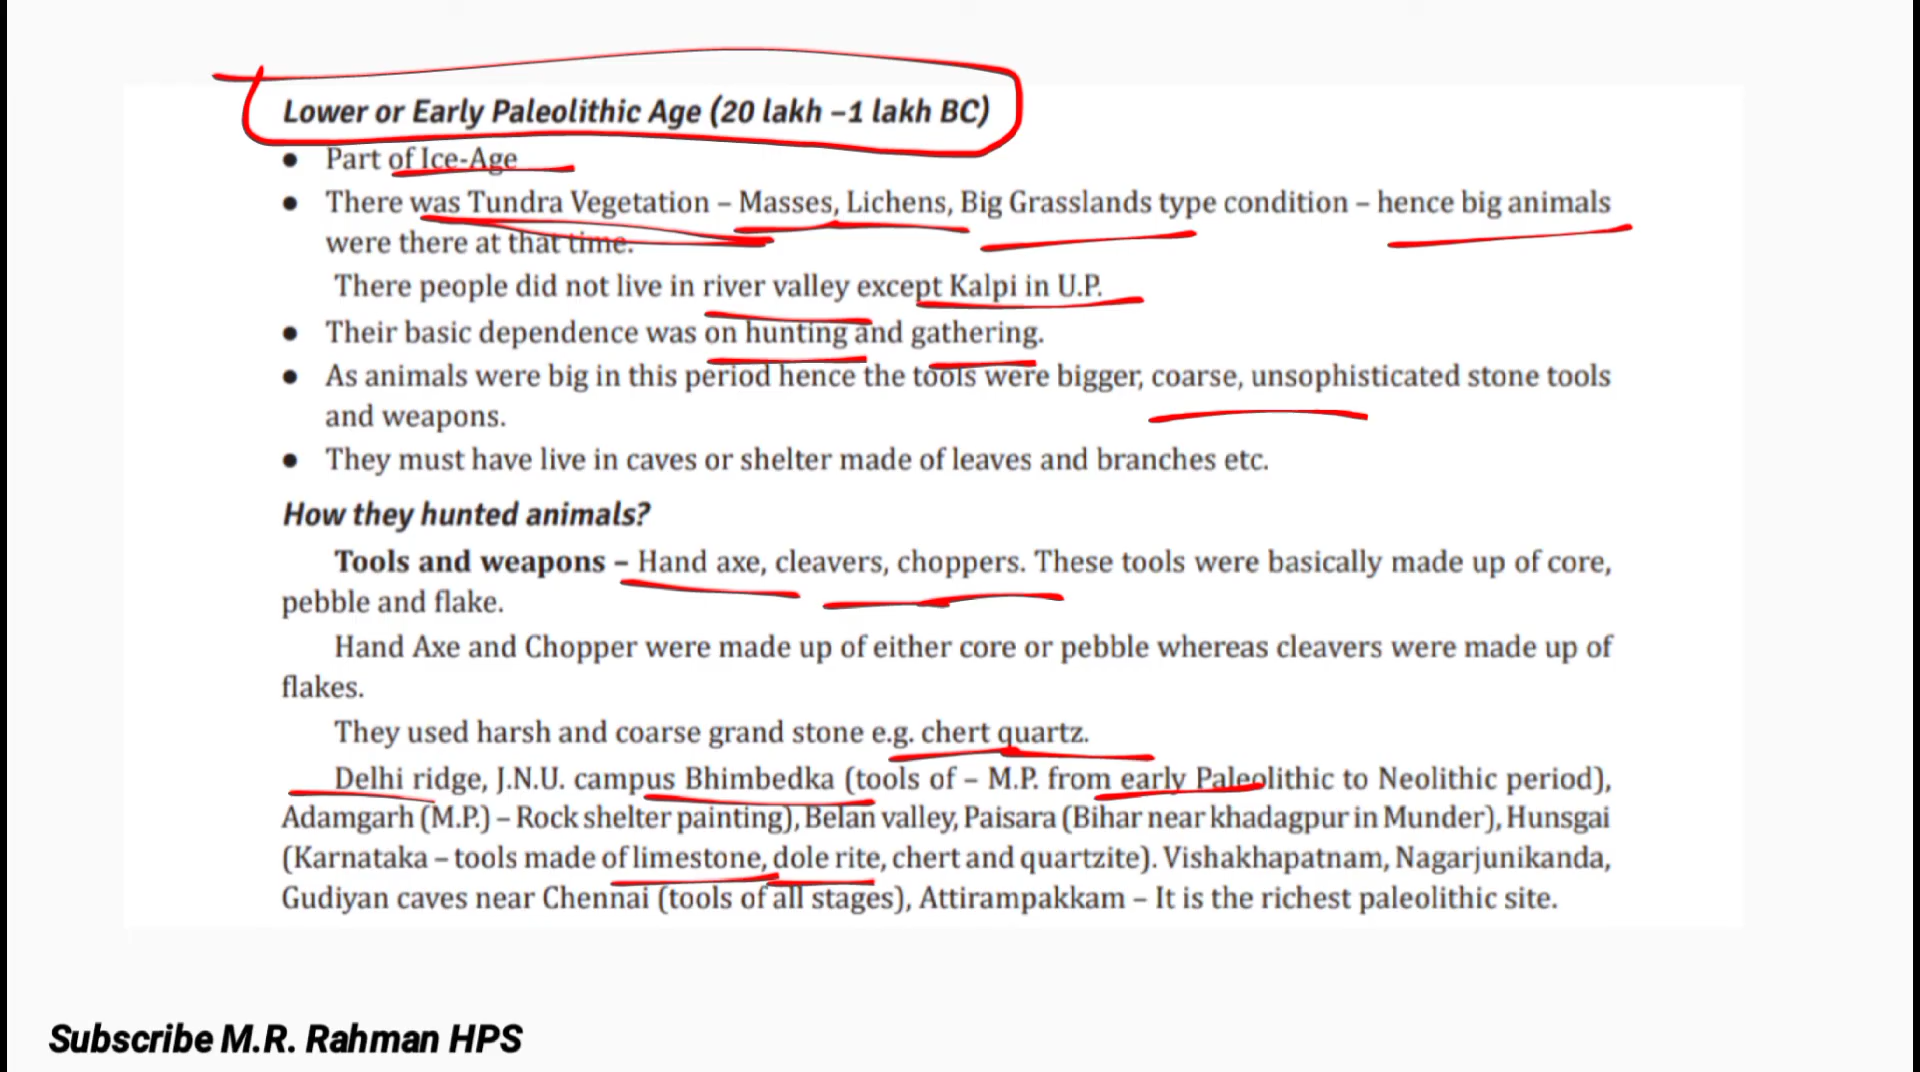 Lower or Early Paleolithic Age (20 lakh –1 lakh BC)
● Part of Ice-Age
● There was Tundra Vegetation – Masses, Lichens, Big Grasslands type condition – hence big animals
were there at that time.
There people did not live in river valley except Kalpi in U.P.
● Their basic dependence was on hunting and gathering.
● As animals were big in this period hence the tools were bigger, coarse, unsophisticated stone tools
and weapons.
● They must have live in caves or shelter made of leaves and branches etc.
How they hunted animals?
Tools and weapons – Hand axe, cleavers, choppers. These tools were basically made up of core,
pebble and flake.
Hand Axe and Chopper were made up of either core or pebble whereas cleavers were made up of
flakes.
They used harsh and coarse grand stone e.g. chert quartz.
Delhi ridge, J.N.U. campus Bhimbedka (tools of – M.P. from early Paleolithic to Neolithic period),
Adamgarh (M.P.) – Rock shelter painting), Belan valley, Paisara (Bihar near khadagpur in Munder), Hunsgai
(Karnataka – tools made of limestone, dole rite, chert and quartzite). Vishakhapatnam, Nagarjunikanda,
Gudiyan caves near Chennai (tools of all stages), Attirampakkam – It is the richest paleolithic site.
Subscribe M.R. Rahman HPS